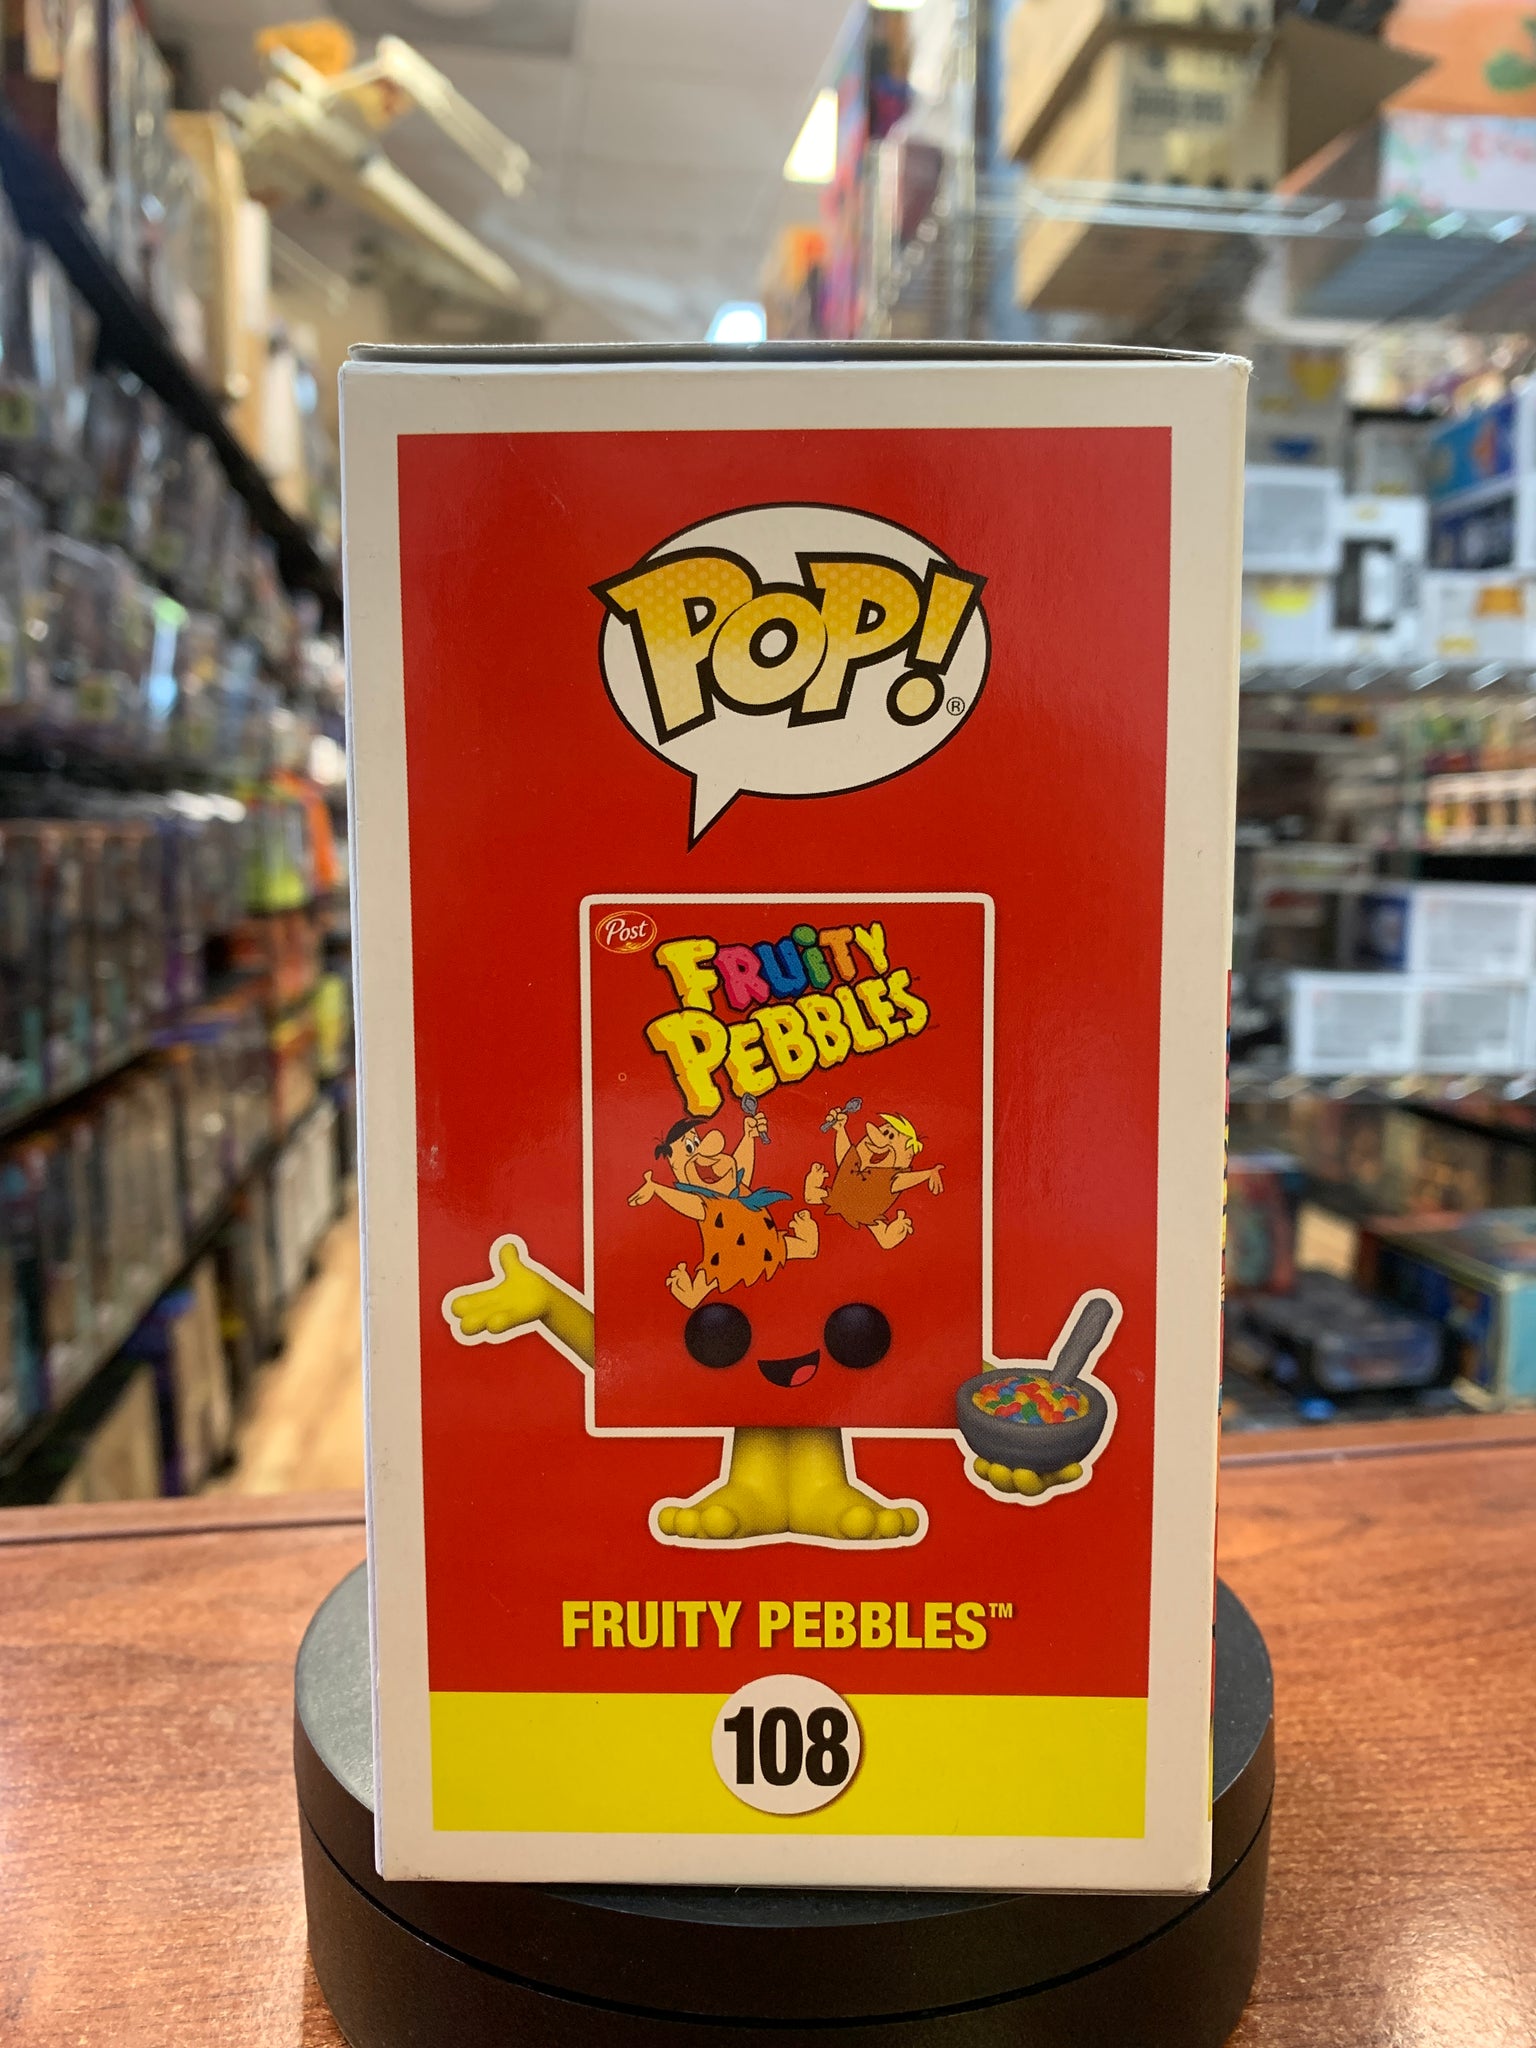 POP!
®
Post
FRUITY
PEBBLES
FRUITY PEBBLES™
108